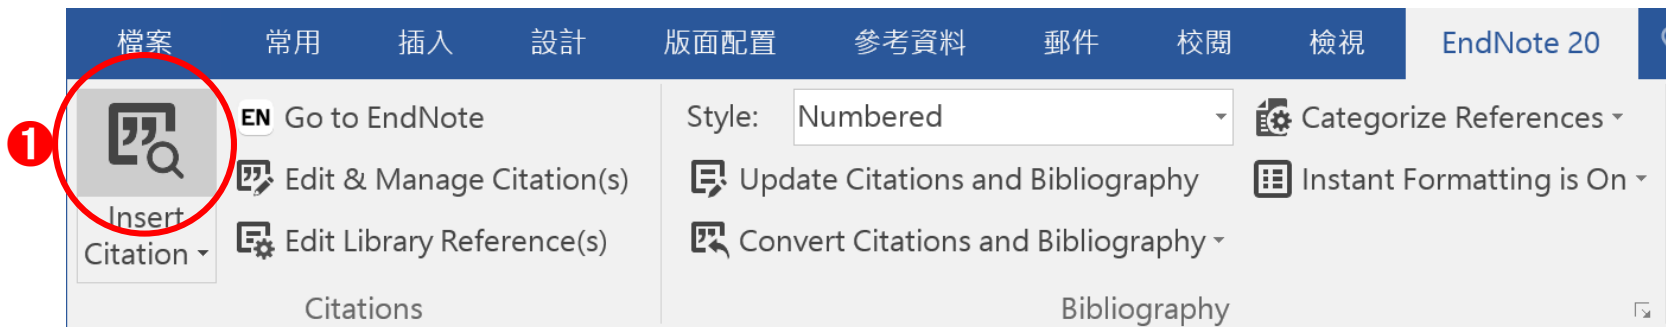 檔案 常用 插入 設計 版面配置 參考資料 郵件 校閱 檢視 EndNote 20
1
Insert
Citation
EN Go to EndNote
Edit & Manage Citation(s)
Edit Library Reference(s)
Citations
Style: Numbered
Update Citations and Bibliography
Convert Citations and Bibliography
Categorize References
Instant Formatting is On
Bibliography